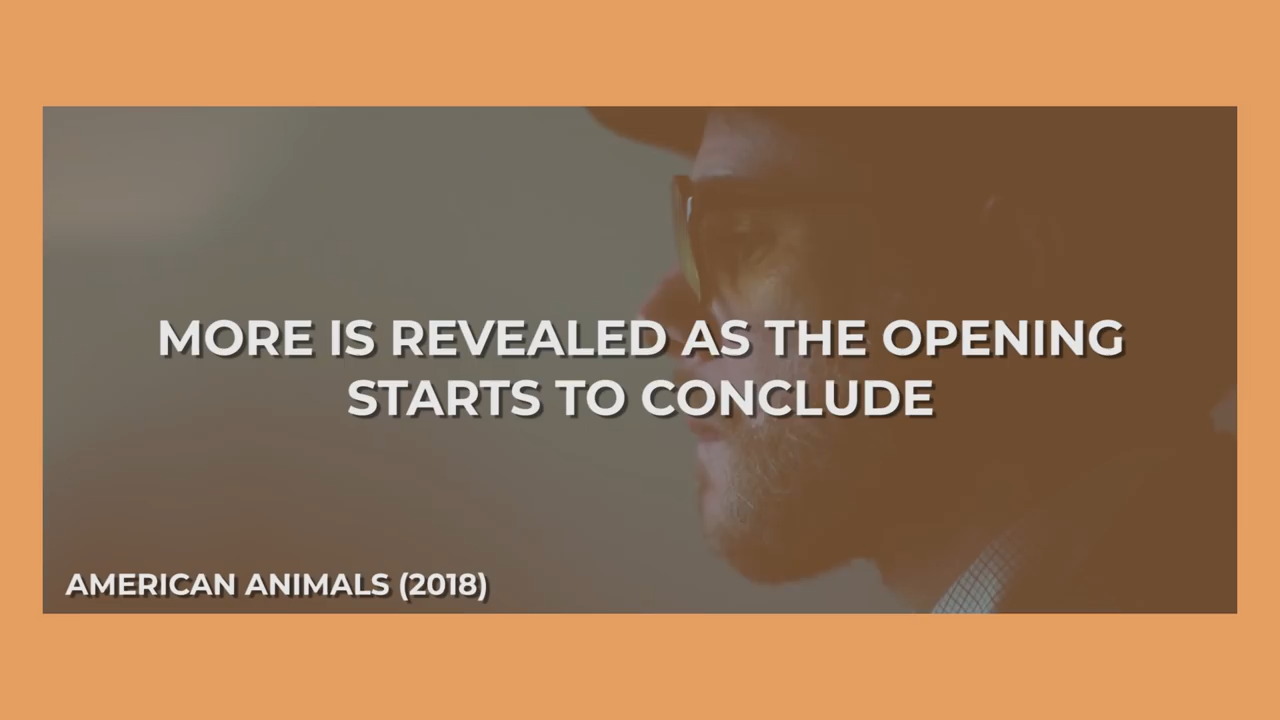 MORE IS REVEALED AS THE OPENING
STARTS TO CONCLUDE
AMERICAN ANIMALS (2018)